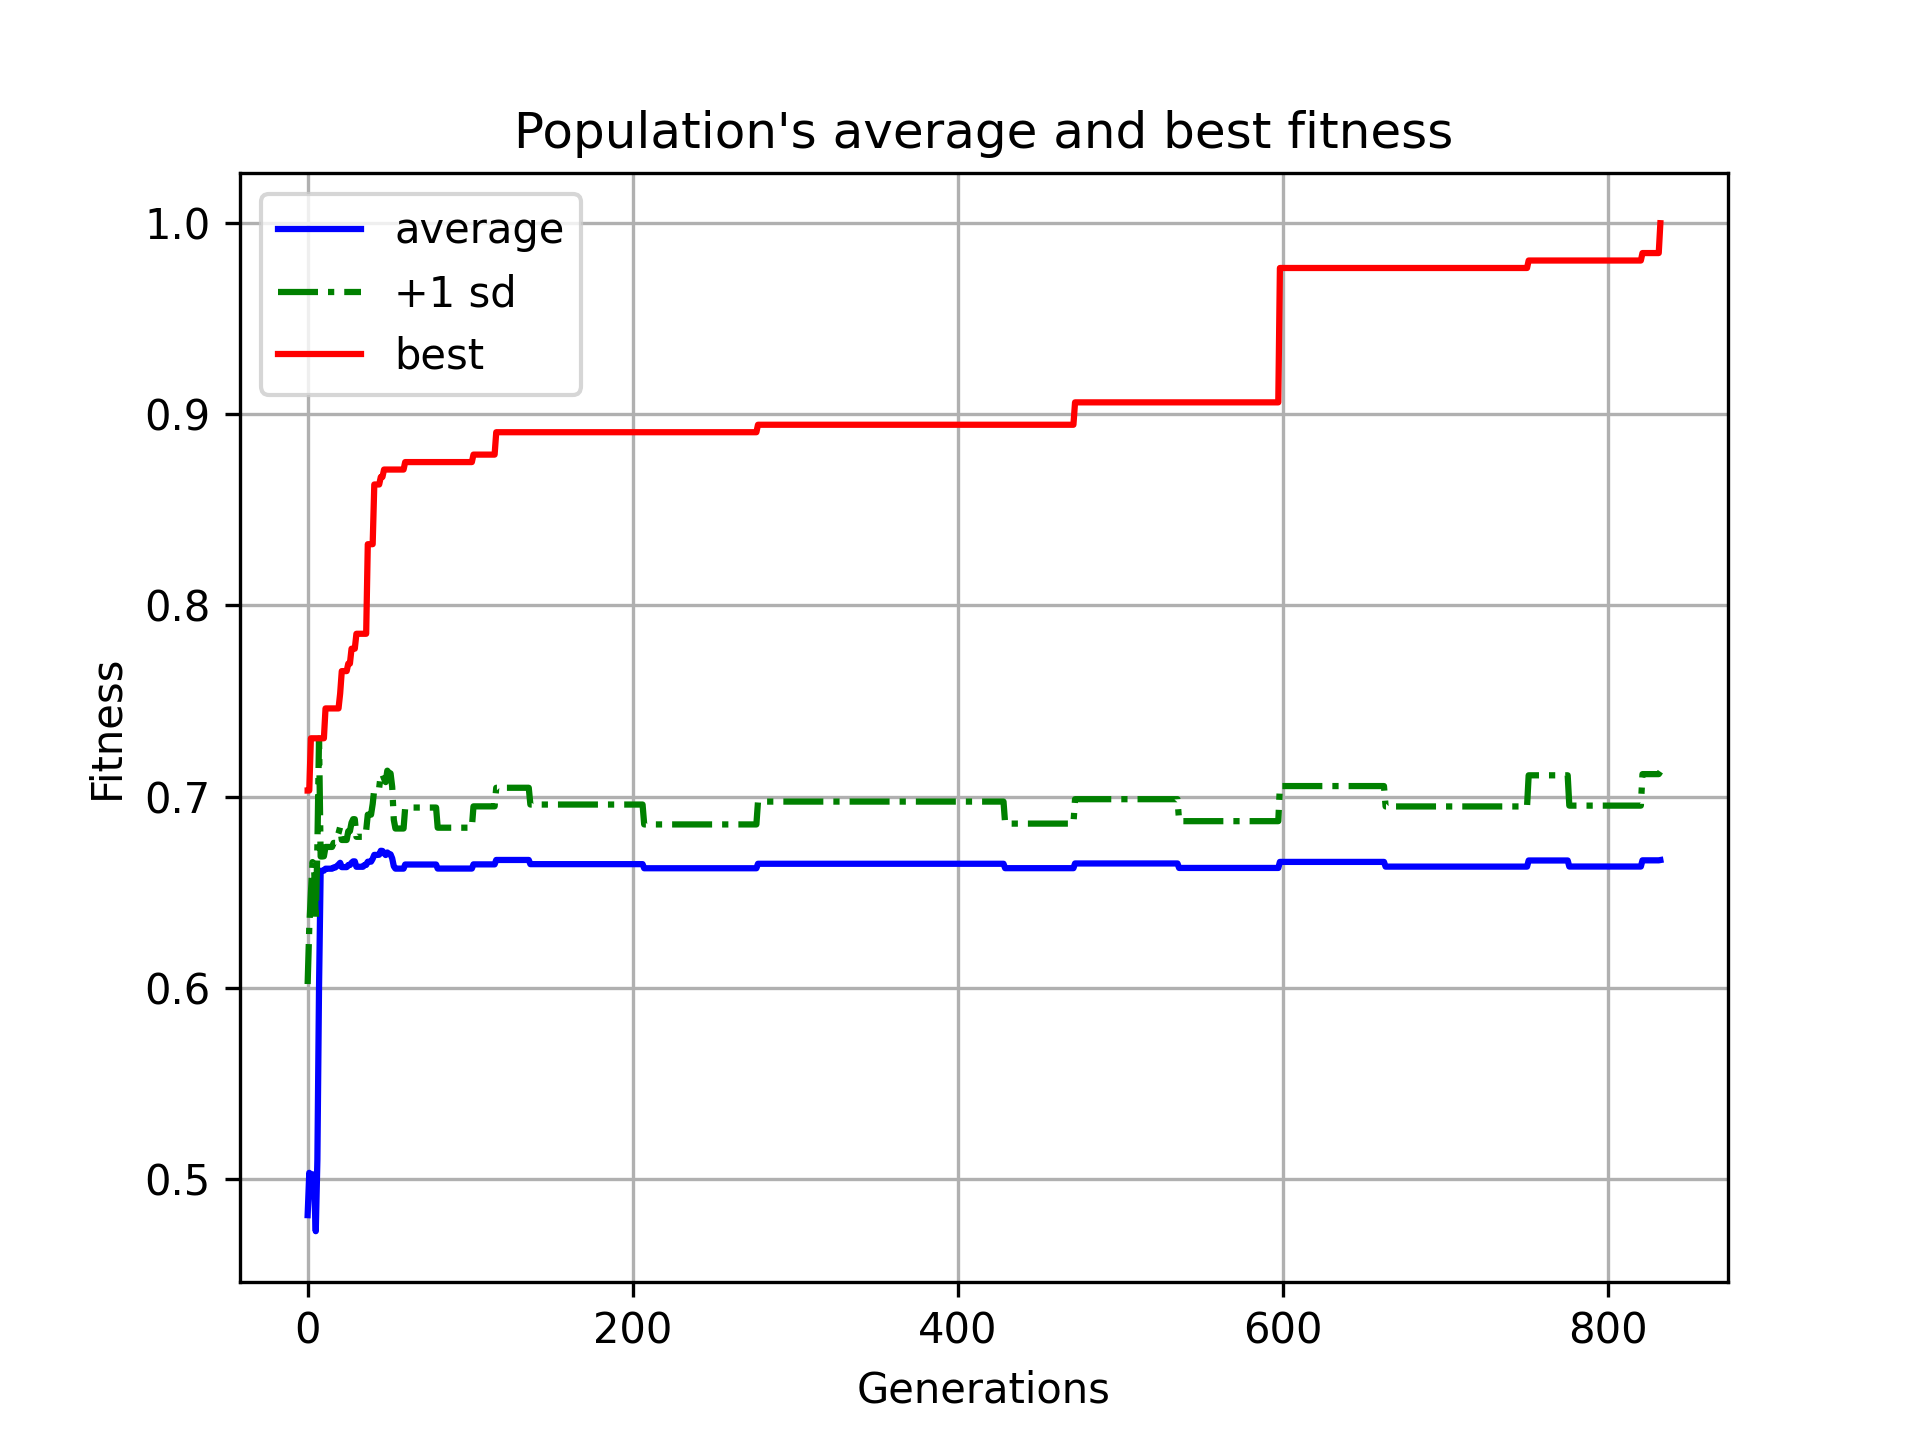 Population's average and best fitness
average
+1 sd
best
1.0
0.9
0.8
0.7
0.6
0.5
Fitness
0 200 400 600 800
Generations